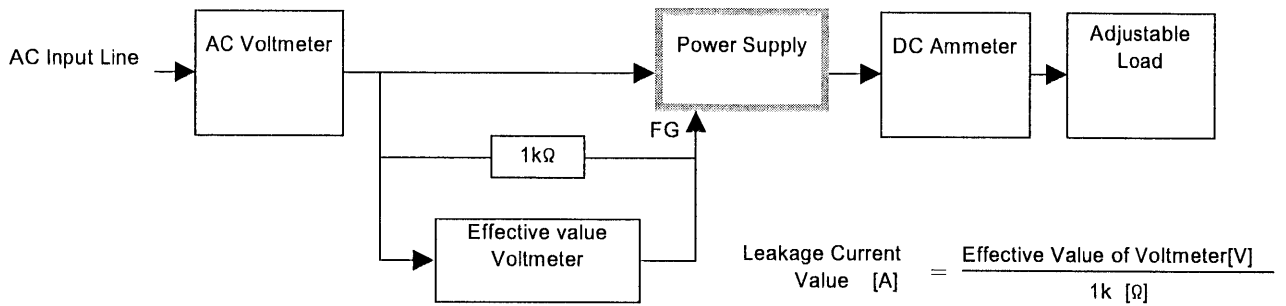 AC Input Line
AC Voltmeter
Power Supply
DC Ammeter
Adjustable
Load
FG
1kΩ
Effective value
Voltmeter
Leakage Current
Value [A]
= Effective Value of Voltmeter[V]
1k [Ω]